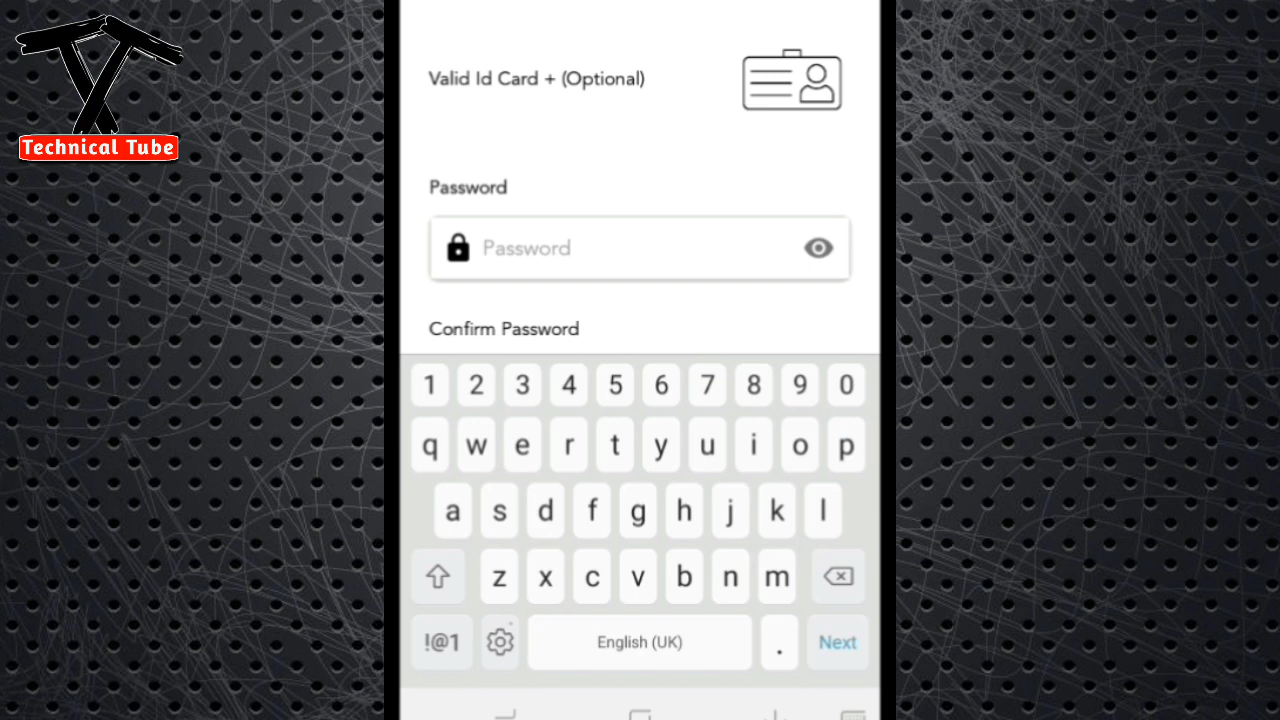 Technical Tube
Valid Id Card + (Optional)
Password
Password
Confirm Password
1 2 3 4 5 6 7 8 9 0
q w e r t y u i o p
a s d f g h j k l
z x c v b n m
!@1 English (UK) . Next